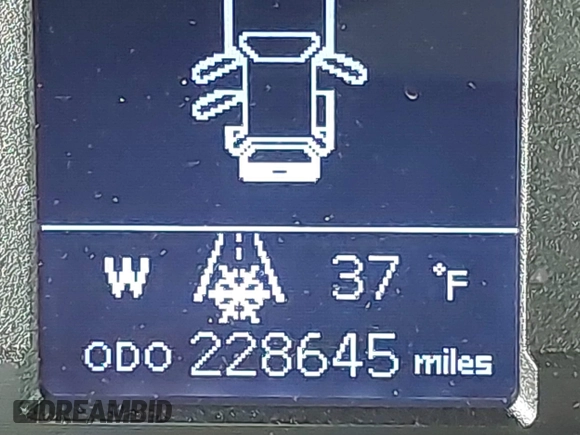 W 37 °F
ODO 228645 miles
DREAMBID